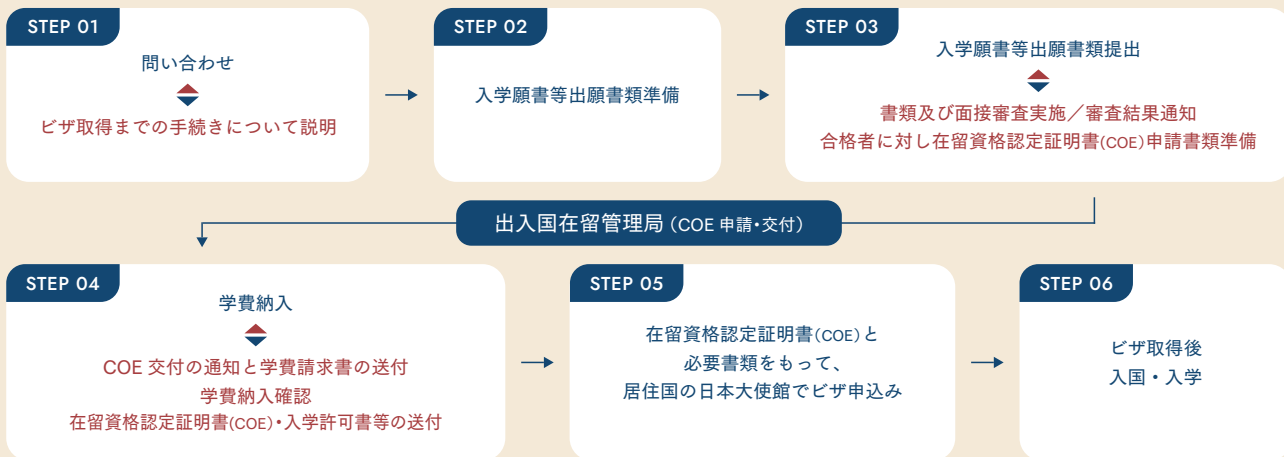 STEP 01
問い合わせ
ビザ取得までの手続きについて説明
STEP 02
入学願書等出願書類準備
STEP 03
入学願書等出願書類提出
書類及び面接審査実施／審査結果通知
合格者に対し在留資格認定証明書(COE)申請書類準備
出入国在留管理局（COE 申請・交付）
STEP 04
学費納入
COE 交付の通知と学費請求書の送付
学費納入確認
在留資格認定証明書(COE)・入学許可書等の送付
STEP 05
在留資格認定証明書(COE)と
必要書類をもって、
居住国の日本大使館でビザ申込み
STEP 06
ビザ取得後
入国・入学